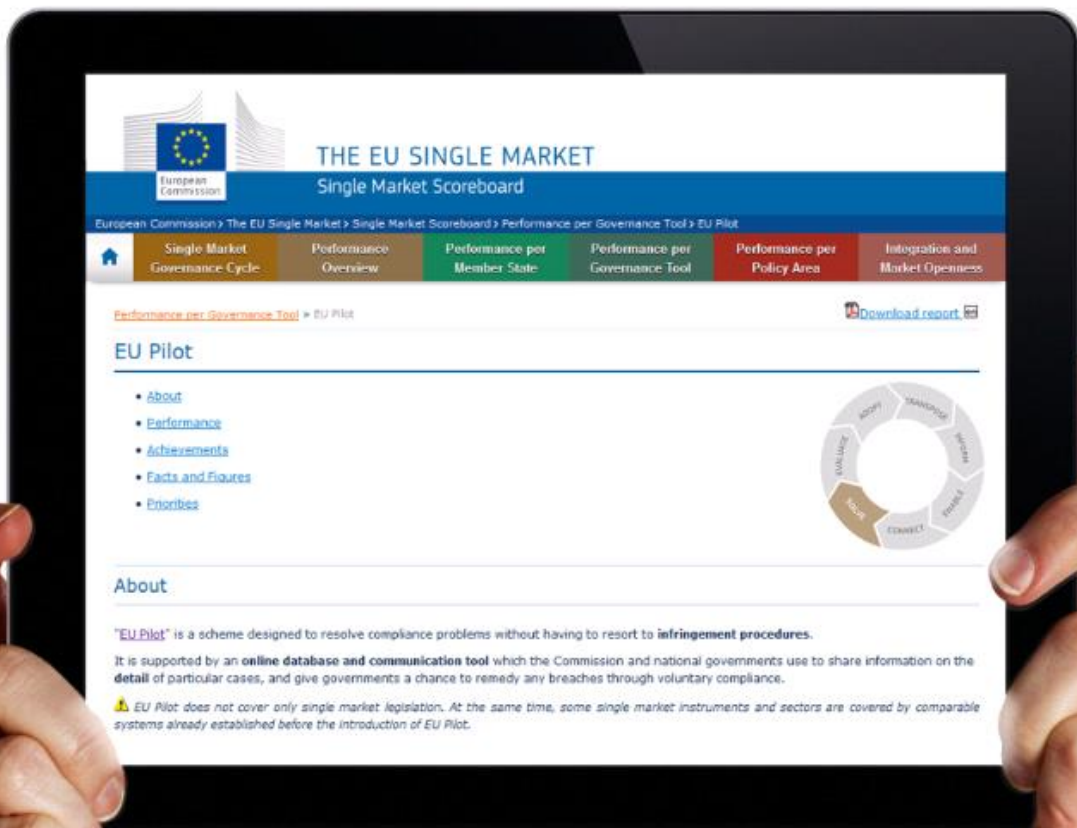 THE EU SINGLE MARKET
European
Commission
Single Market Scoreboard
European Commission > The EU Single Market > Single Market Scoreboard > Performance per Governance Tool > EU Pilot
Single Market
Governance Cycle
Performance
Overview
Performance per
Member State
Performance per
Governance Tool
Performance per
Policy Area
Integration and
Market Openness
Performance per Governance Tool » EU Pilot
Download report en
EU Pilot
• About
• Performance
• Achievements
• Facts and Figures
• Priorities
ADOPT
TRANSPOSE
INFORM
ENABLE
CONNECT
SOLVE
EVALUATE
About
"EU Pilot" is a scheme designed to resolve compliance problems without having to resort to infringement procedures.
It is supported by an online database and communication tool which the Commission and national governments use to share information on the
detail of particular cases, and give governments a chance to remedy any breaches through voluntary compliance.
EU Pilot does not cover only single market legislation. At the same time, some single market instruments and sectors are covered by comparable
systems already established before the introduction of EU Pilot.